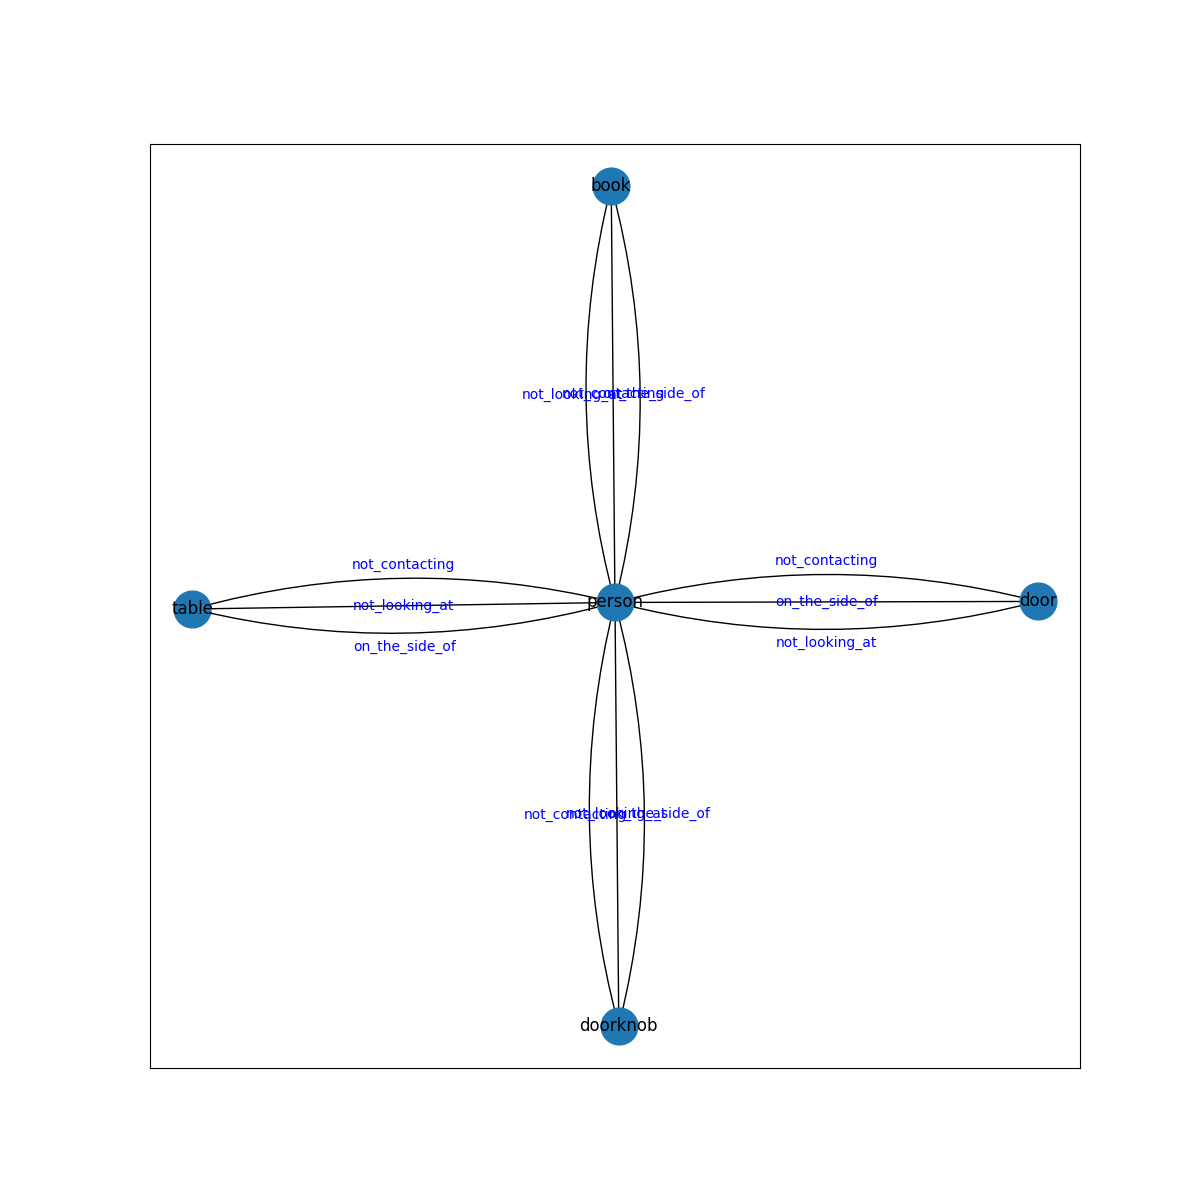 book
not_looking_at not_contacting on_the_side_of
not_contacting
not_contacting
table
not_looking_at
person
on_the_side_of
door
on_the_side_of
not_looking_at
not_contacting not_looking_at on_the_side_of
doorknob